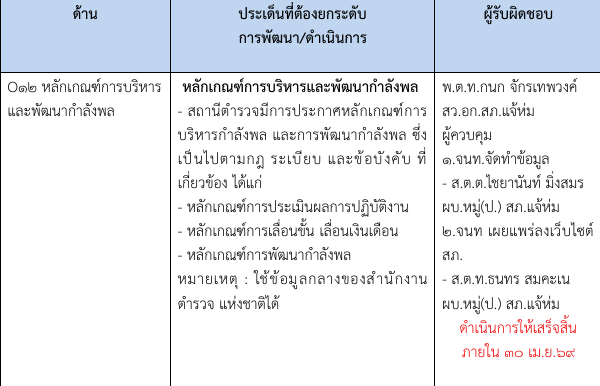 ด้าน
ประเด็นที่ต้องยกระดับ
การพัฒนา/ดำเนินการ
ผู้รับผิดชอบ
O๑๒ หลักเกณฑ์การบริหาร
และพัฒนากำลังพล
หลักเกณฑ์การบริหารและพัฒนากำลังพล
- สถานีตำรวจมีการประกาศหลักเกณฑ์การ
บริหารกำลังพล และการพัฒนากำลังพล ซึ่ง
เป็นไปตามกฎ ระเบียบ และข้อบังคับ ที่
เกี่ยวข้อง ได้แก่
- หลักเกณฑ์การประเมินผลการปฏิบัติงาน
- หลักเกณฑ์การเลื่อนขั้น เลื่อนเงินเดือน
- หลักเกณฑ์การพัฒนากำลังพล
หมายเหตุ : ใช้ข้อมูลกลางของสำนักงาน
ตำรวจ แห่งชาติได้
พ.ต.ท.กนก จักรเทพวงค์
สว.อก.สภ.แจ้ห่ม
ผู้ควบคุม
๑.จนท.จัดทำข้อมูล
- ส.ต.ต.ไชยานันท์ มิ่งสมร
ผบ.หมู่(ป.) สภ.แจ้ห่ม
๒.จนท เผยแพร่ลงเว็บไซต์
สภ.
- ส.ต.ท.ธนทร สมคะเน
ผบ.หมู่(ป.) สภ.แจ้ห่ม
ดำเนินการให้เสร็จสิ้น
ภายใน ๓๐ เม.ย.๖๙